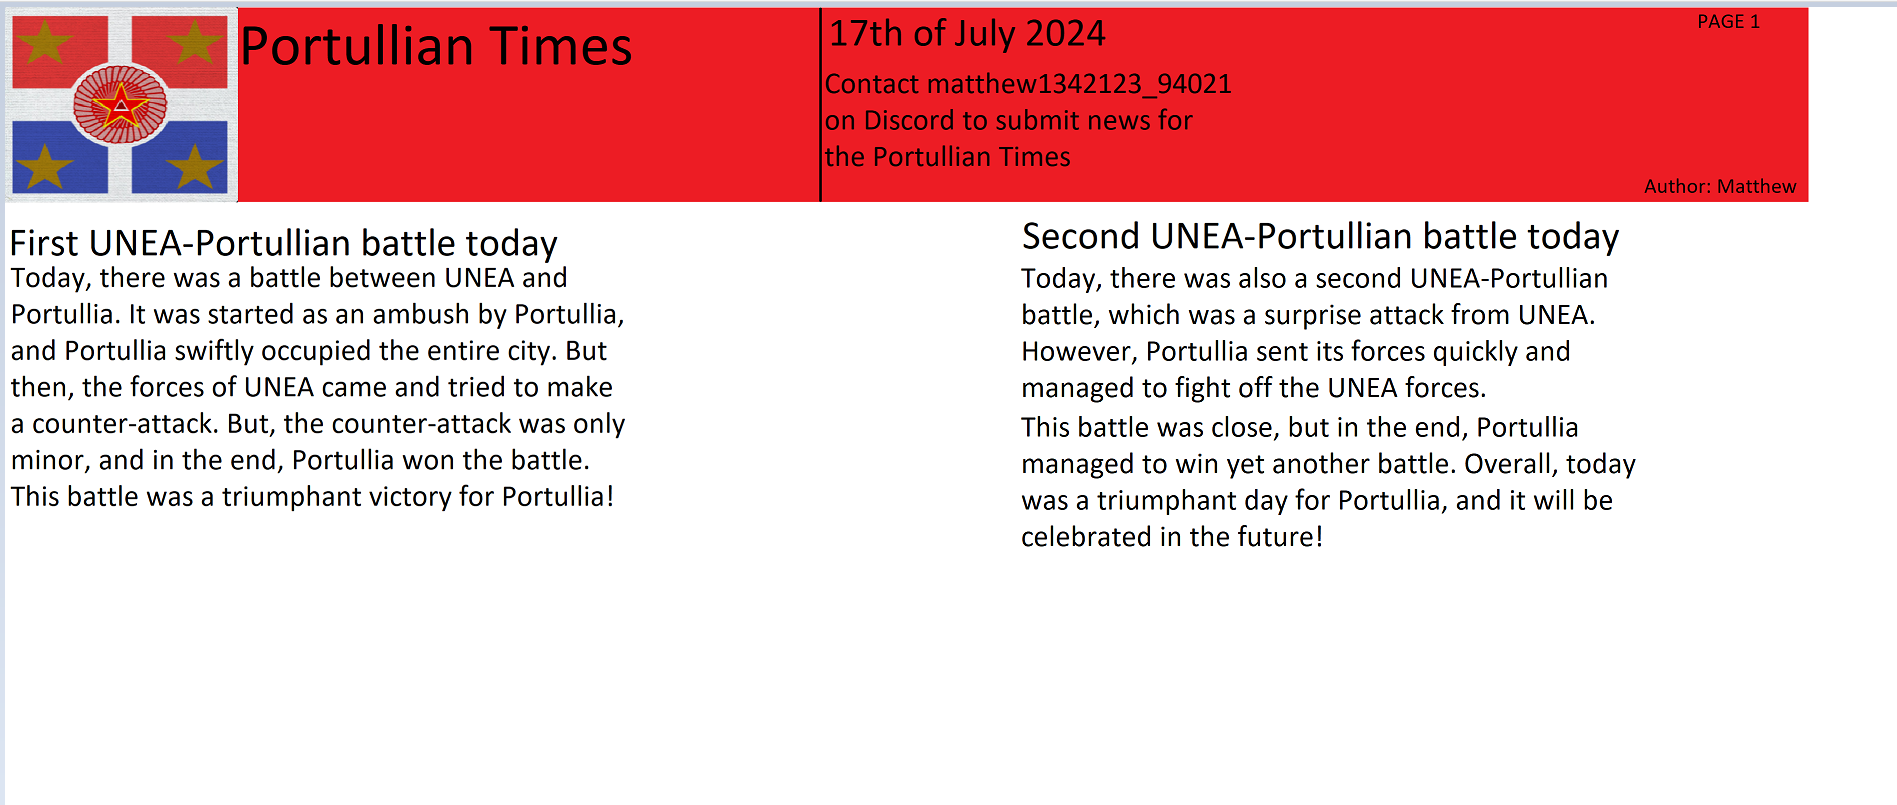 Portullian Times
17th of July 2024
Contact matthew1342123_94021
on Discord to submit news for
the Portullian Times
PAGE 1
Author: Matthew
First UNEA-Portullian battle today
Today, there was a battle between UNEA and
Portullia. It was started as an ambush by Portullia,
and Portullia swiftly occupied the entire city. But
then, the forces of UNEA came and tried to make
a counter-attack. But, the counter-attack was only
minor, and in the end, Portullia won the battle.
This battle was a triumphant victory for Portullia!
Second UNEA-Portullian battle today
Today, there was also a second UNEA-Portullian
battle, which was a surprise attack from UNEA.
However, Portullia sent its forces quickly and
managed to fight off the UNEA forces.
This battle was close, but in the end, Portullia
managed to win yet another battle. Overall, today
was a triumphant day for Portullia, and it will be
celebrated in the future!